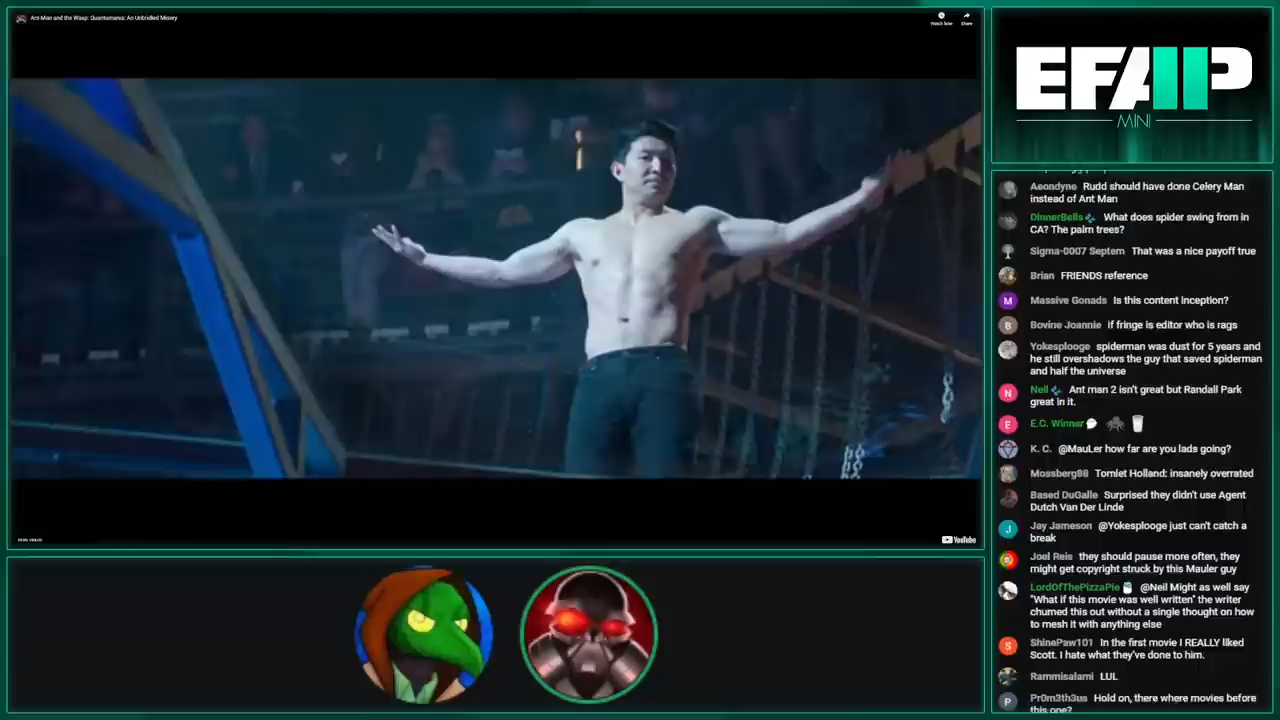 Ant-Man and the Wasp: Quantumania: An Unbridled Misery
Watch later
Share
MORE VIDEOS
YouTube
EFAP
MINI
Aeondyne Rudd should have done Celery Man
instead of Ant Man
DinnerBells What does spider swing from in
CA? The palm trees?
Sigma-0007 Septem That was a nice payoff true
Brian FRIENDS reference
M
Massive Gonads Is this content inception?
B
Bovine Joannie if fringe is editor who is rags
Yokesplooge spiderman was dust for 5 years and
he still overshadows the guy that saved spiderman
and half the universe
N
Neil Ant man 2 isn't great but Randall Park
great in it.
E
E.C. Winner
K. C. @MauLer how far are you lads going?
Mossberg88 Tomlet Holland: insanely overrated
Based DuGalle Surprised they didn't use Agent
Dutch Van Der Linde
J
Jay Jameson @Yokesplooge just can't catch a
break
Joel Reis they should pause more often, they
might get copyright struck by this Mauler guy
LordOfThePizzaPie @Neil Might as well say
"What if this movie was well written" the writer
churned this out without a single thought on how
to mesh it with anything else
S
ShinePaw101 In the first movie I REALLY liked
Scott. I hate what they've done to him.
Rammisalami LUL
P
Pr0m3th3us Hold on, there where movies before
this one?